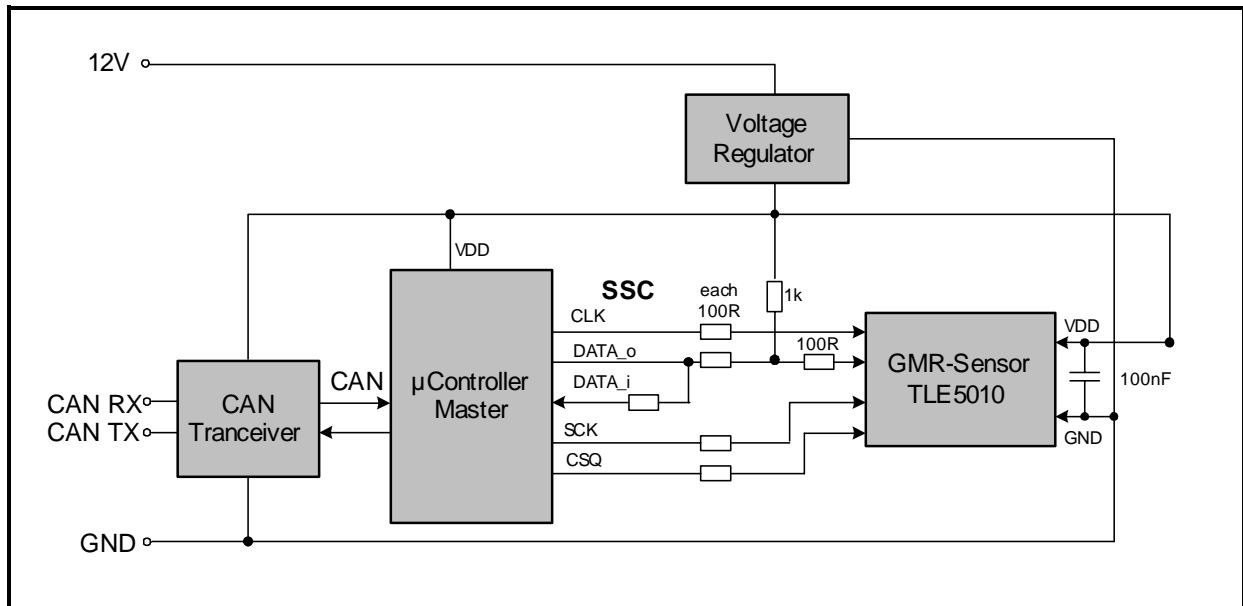 12V
Voltage
Regulator
VDD
SSC
each
100R
1k
CLK
DATA_o
100R
DATA_i
SCK
CSQ
µController
Master
GMR-Sensor
TLE5010
VDD
100nF
GND
CAN
CAN RX
CAN TX
CAN
Tranceiver
GND